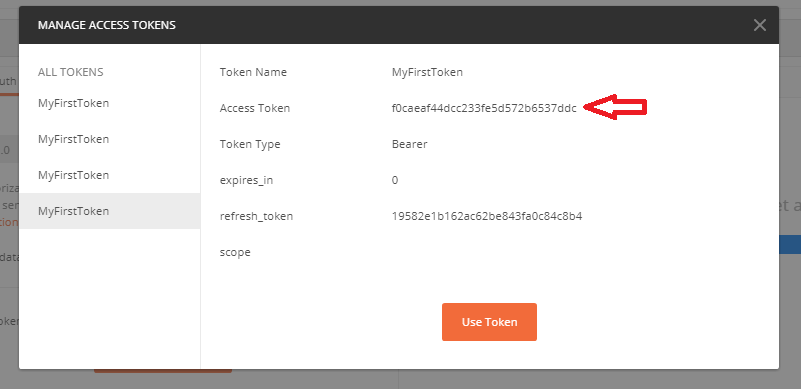 MANAGE ACCESS TOKENS
ALL TOKENS
MyFirstToken
MyFirstToken
MyFirstToken
MyFirstToken
Token Name MyFirstToken
Access Token f0caeaf44dcc233fe5d572b6537ddc
Token Type Bearer
expires_in 0
refresh_token 19582e1b162ac62be843fa0c84c8b4
scope
Use Token